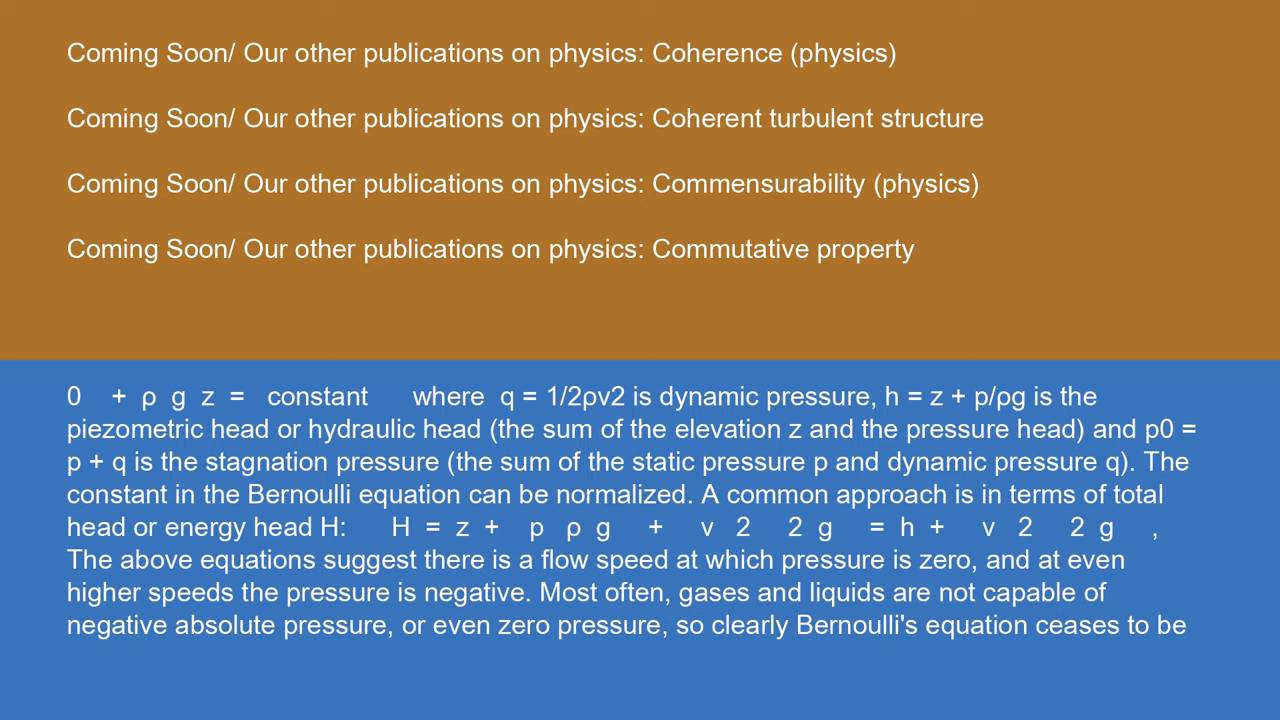 Coming Soon/ Our other publications on physics: Coherence (physics)
Coming Soon/ Our other publications on physics: Coherent turbulent structure
Coming Soon/ Our other publications on physics: Commensurability (physics)
Coming Soon/ Our other publications on physics: Commutative property
0 + ρ g z = constant where q = 1/2ρv2 is dynamic pressure, h = z + p/ρg is the
piezometric head or hydraulic head (the sum of the elevation z and the pressure head) and p0 =
p + q is the stagnation pressure (the sum of the static pressure p and dynamic pressure q). The
constant in the Bernoulli equation can be normalized. A common approach is in terms of total
head or energy head H: H = z + p ρ g + v 2 2 g = h + v 2 2 g ,
The above equations suggest there is a flow speed at which pressure is zero, and at even
higher speeds the pressure is negative. Most often, gases and liquids are not capable of
negative absolute pressure, or even zero pressure, so clearly Bernoulli's equation ceases to be